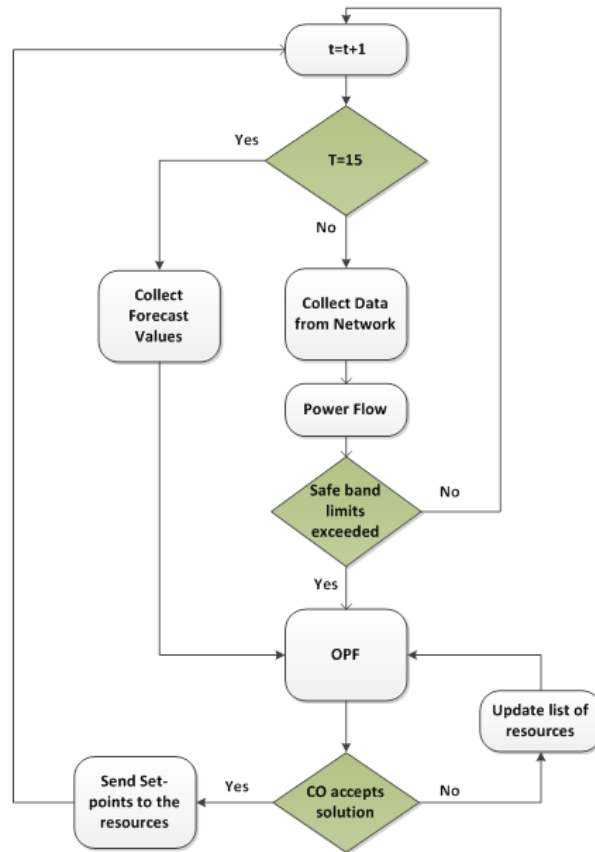 t=t+1
Yes
T=15
No
Collect
Forecast
Values
Collect Data
from Network
Power Flow
Safe band
limits
exceeded
No
Yes
OPF
Update list of
resources
Send Set-
points to the
resources
Yes
CO accepts
solution
No